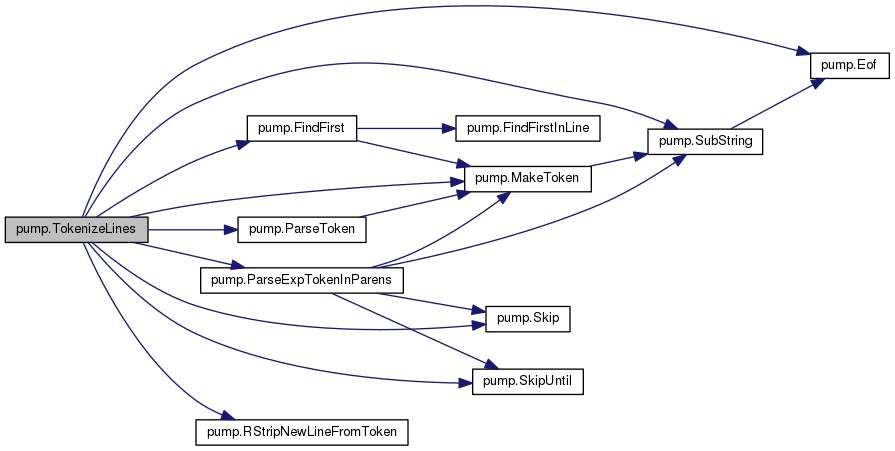 pump.TokenizeLines
pump.FindFirst
pump.ParseToken
pump.ParseExpTokenInParens
pump.RStripNewLineFromToken
pump.FindFirstInLine
pump.MakeToken
pump.Skip
pump.SkipUntil
pump.SubString
pump.Eof